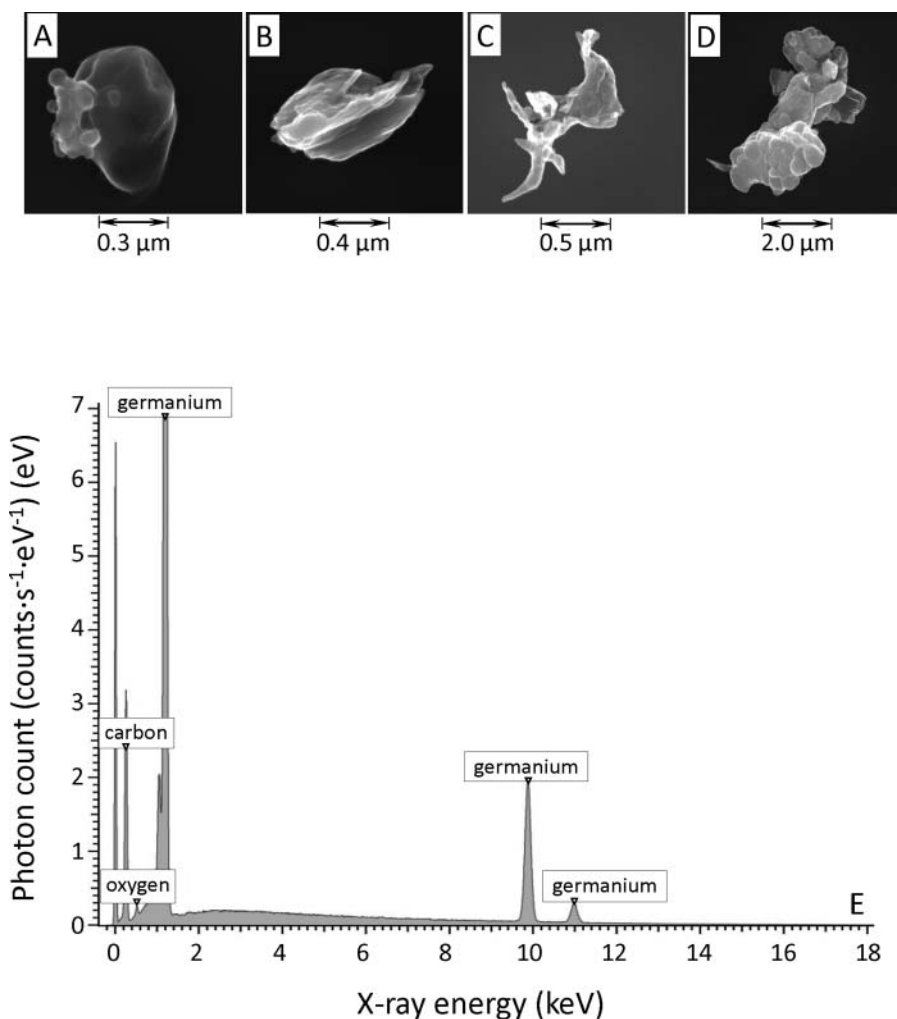 A
B
C
D
0.3 µm
0.4 µm
0.5 µm
2.0 µm
Photon count (counts·s⁻¹·eV⁻¹) (eV)
7
6
5
4
3
2
1
0
germanium
carbon
oxygen
germanium
germanium
E
0 2 4 6 8 10 12 14 16 18
X-ray energy (keV)